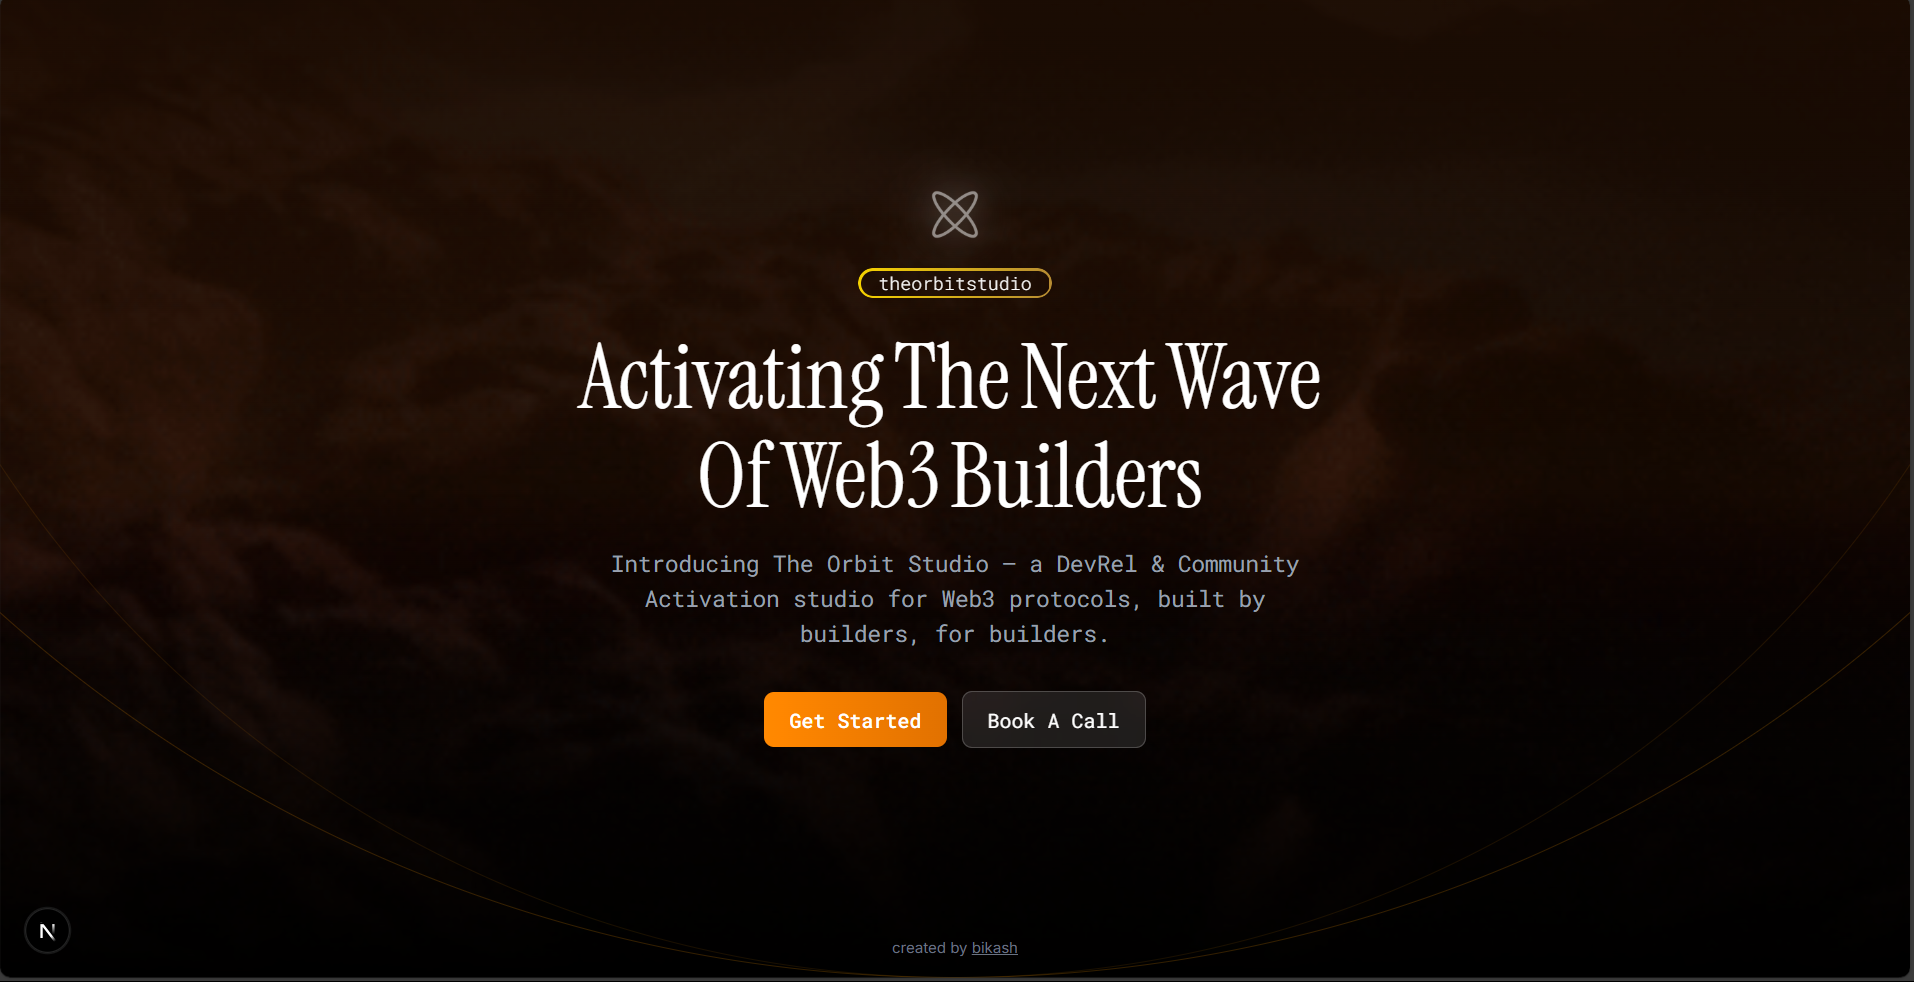 theorbitstudio
Activating The Next Wave
Of Web3 Builders
Introducing The Orbit Studio — a DevRel & Community
Activation studio for Web3 protocols, built by
builders, for builders.
Get Started
Book A Call
N
created by bikash